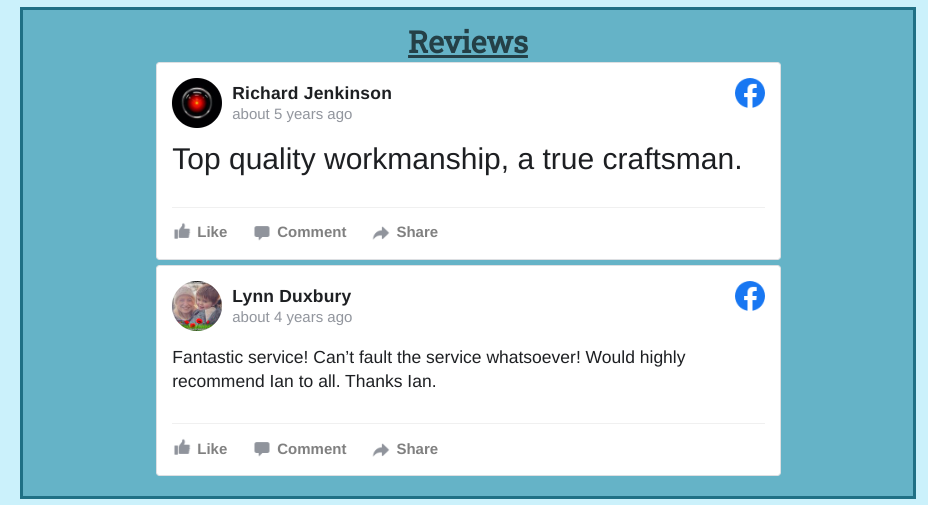 Reviews
Richard Jenkinson
about 5 years ago
Top quality workmanship, a true craftsman.
Like Comment Share
Lynn Duxbury
about 4 years ago
Fantastic service! Can’t fault the service whatsoever! Would highly
recommend Ian to all. Thanks Ian.
Like Comment Share